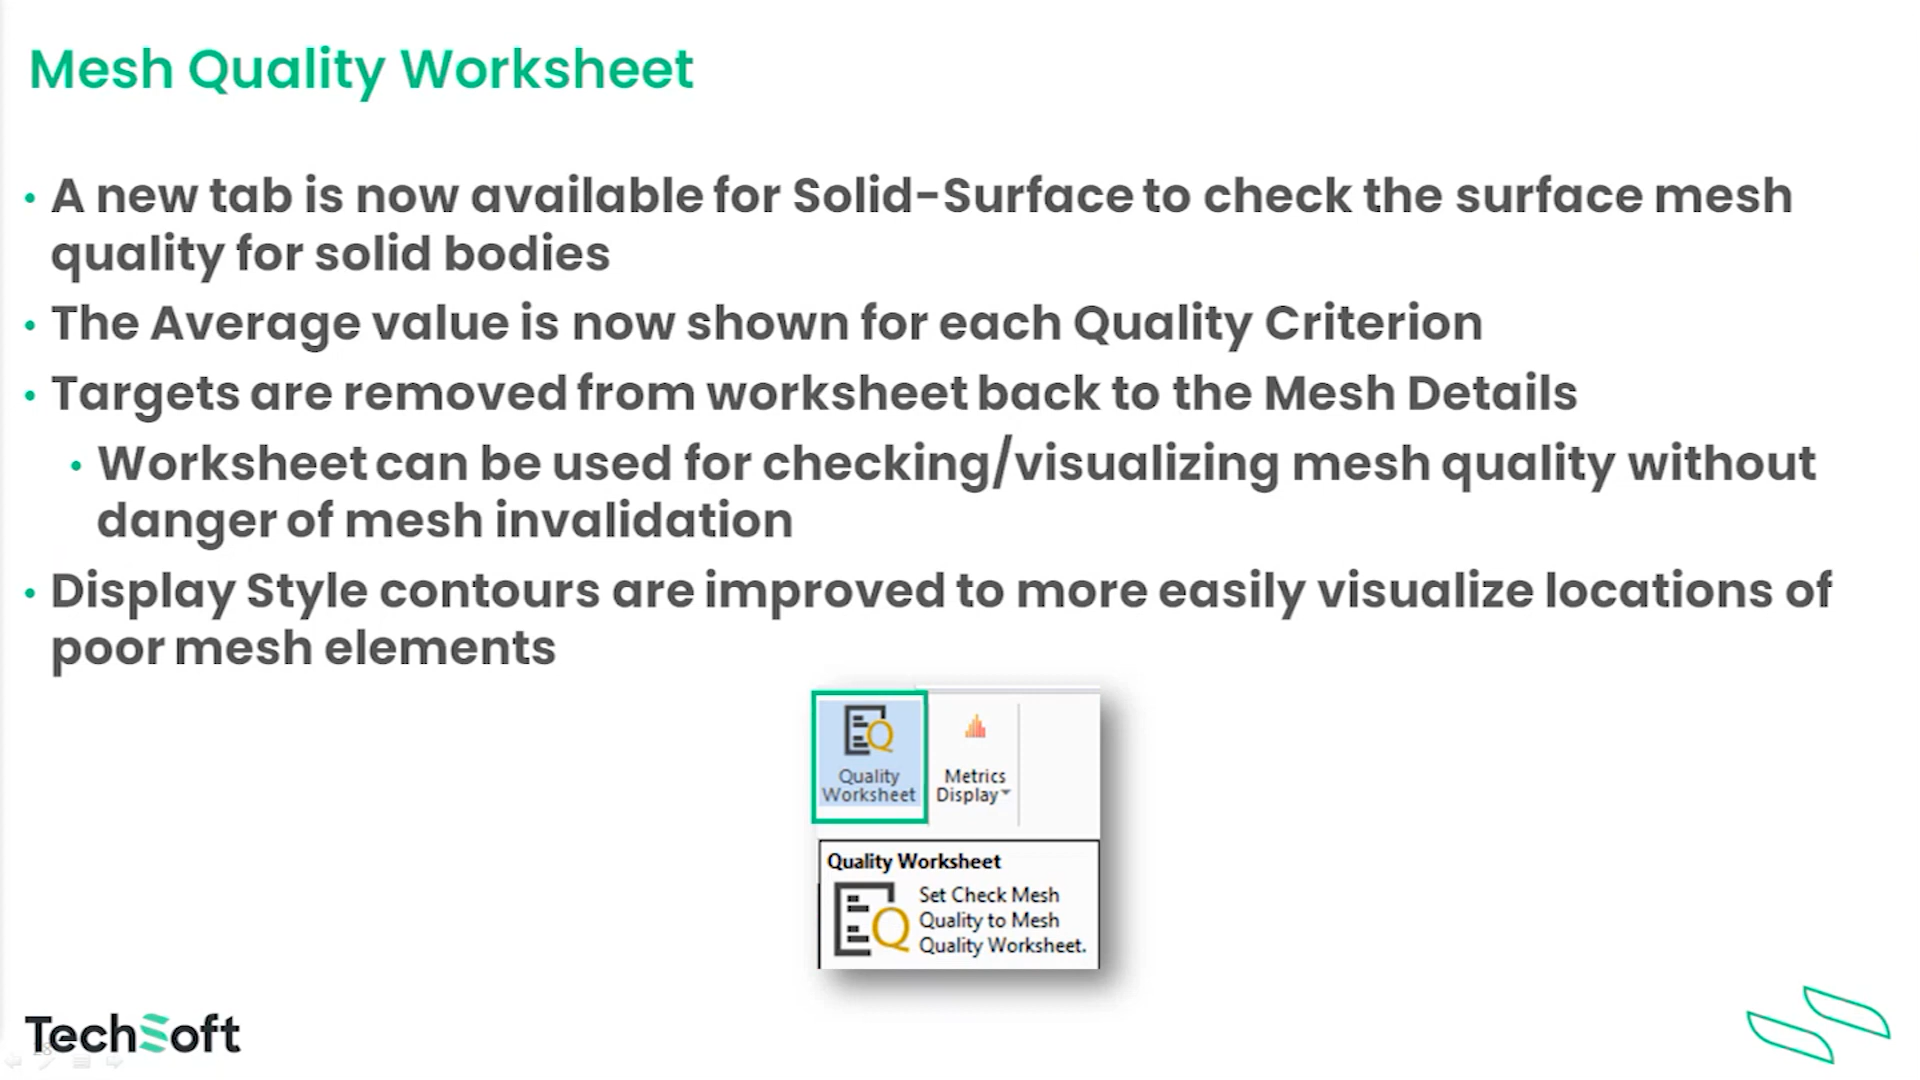 Mesh Quality Worksheet
• A new tab is now available for Solid-Surface to check the surface mesh
quality for solid bodies
• The Average value is now shown for each Quality Criterion
• Targets are removed from worksheet back to the Mesh Details
• Worksheet can be used for checking/visualizing mesh quality without
danger of mesh invalidation
• Display Style contours are improved to more easily visualize locations of
poor mesh elements
Quality
Worksheet
Metrics
Display
Quality Worksheet
Set Check Mesh
Quality to Mesh
Quality Worksheet.
TechSoft
28